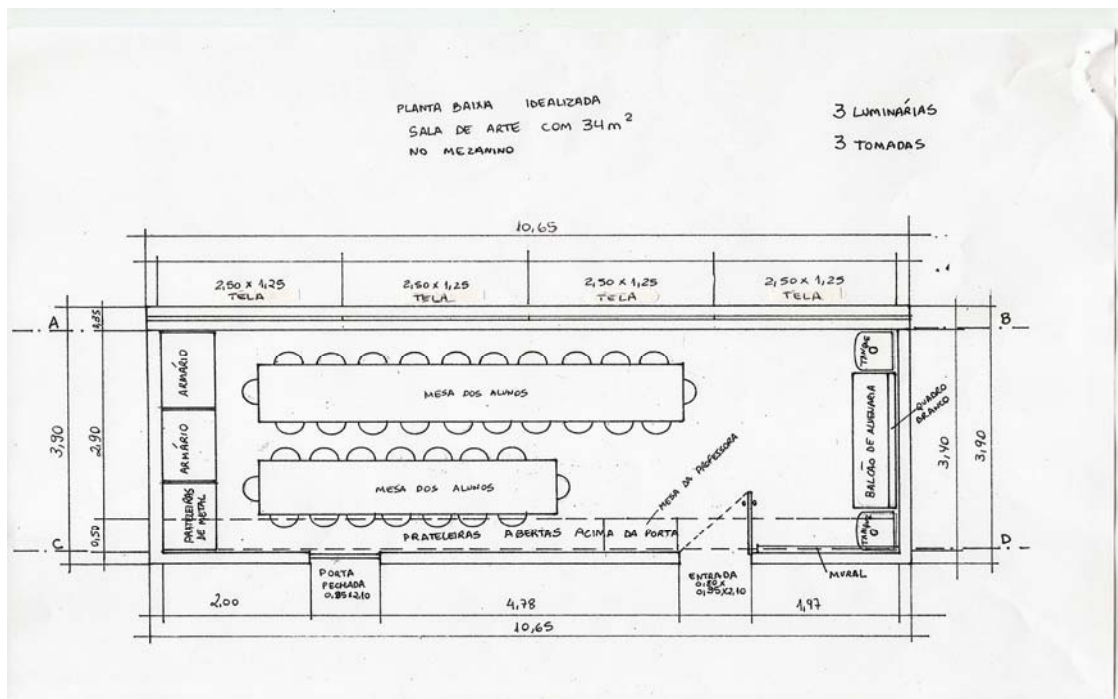 PLANTA BAIXA IDEALIZADA
SALA DE ARTE COM 34m²
NO MEZANINO
3 LUMINÁRIAS
3 TOMADAS
10,65
2,50 x 1,25
TELA
2,50 x 1,25
TELA
2,50 x 1,25
TELA
2,50 x 1,25
TELA
A
B
3,90
2,90
0,50
ARMÁRIO
ARMÁRIO
PRATELEIRAS
DE METAL
MESA DOS ALUNOS
MESA DOS ALUNOS
MESA DA PROFESSORA
PRATELEIRAS ABERTAS ACIMA DA PORTA
TANQUE
BALCÃO DE ALVENARIA
QUADRO
BRANCO
TANQUE
3,40
3,90
C
D
PORTA
FECHADA
0,95x2,10
ENTRADA
0,80x
0,95x2,10
MURAL
2,00
4,78
1,97
10,65